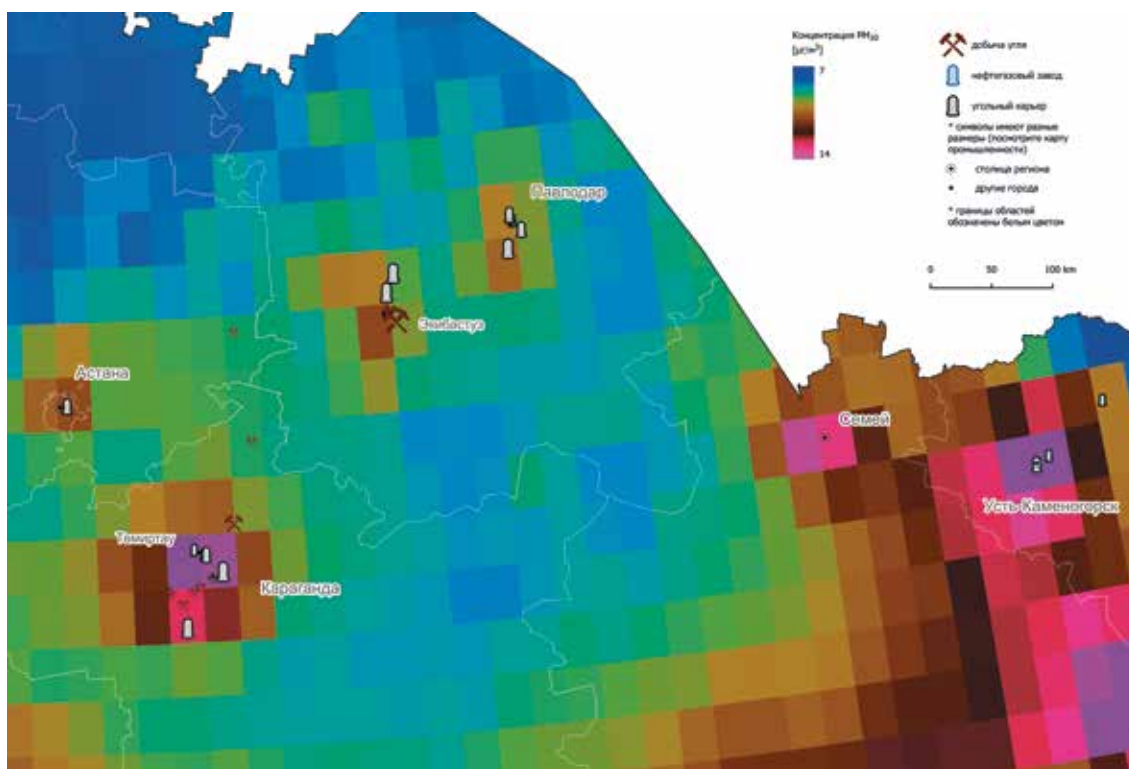 Концентрация PM₁₀
[µг/м³]
7
14
добыча угля
нефтегазовый завод
угольный карьер
* символы имеют разные
размеры (посмотрите карту
промышленности)
столица региона
другие города
* границы областей
обозначены белым цветом
0 50 100 km
Павлодар
Экибастуз
Астана
Семей
Усть Каменогорск
Темиртау
Караганда